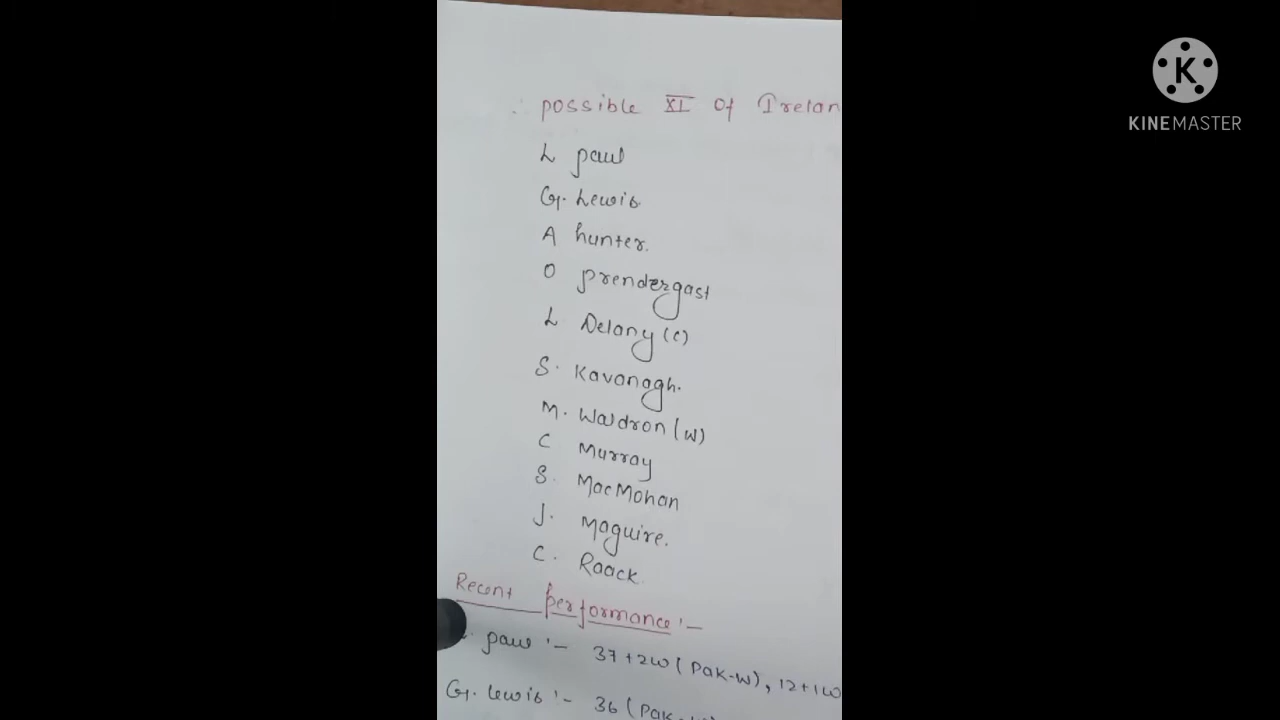 ∴ possible XI of Irelan
L paul
G. Lewis
A hunter.
O prendergast
L Delany (c)
S. Kavanagh.
M. Waldron (w)
C Murray
S. MacMohan
J. Maguire.
C. Raack
Recent performance :-
paul :- 37+2w (Pak-w), 12+1w
G. lewis :- 36 (Pak-
K
KINEMASTER